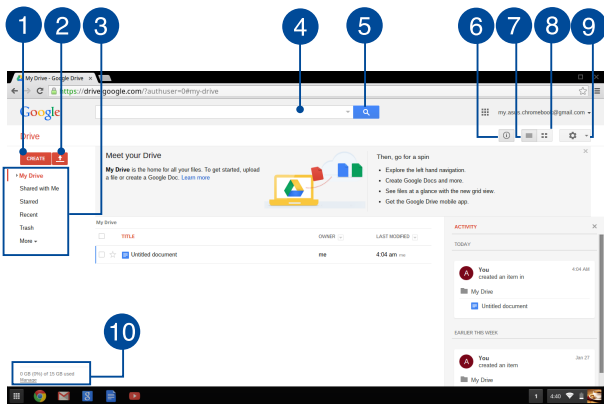 1 2 3 4 5 6 7 8 9
My Drive - Google Drive ×
https://drive.google.com/?authuser=0#my-drive
Google
my.asus.chromebook@gmail.com
Drive
CREATE
Meet your Drive
My Drive is the home for all your files. To get started, upload
a file or create a Google Doc. Learn more
Then, go for a spin
• Explore the left hand navigation.
• Create Google Docs and more.
• See files at a glance with the new grid view.
• Get the Google Drive mobile app.
My Drive
Shared with Me
Starred
Recent
Trash
More
My Drive
TITLE OWNER LAST MODIFIED
Untitled document me 4:04 am me
ACTIVITY
TODAY
A You 4:04 AM
created an item in
My Drive
Untitled document
EARLIER THIS WEEK
A You Jan 27
created an item
My Drive
10
0 GB (0%) of 15 GB used
Manage
8 1 4:40